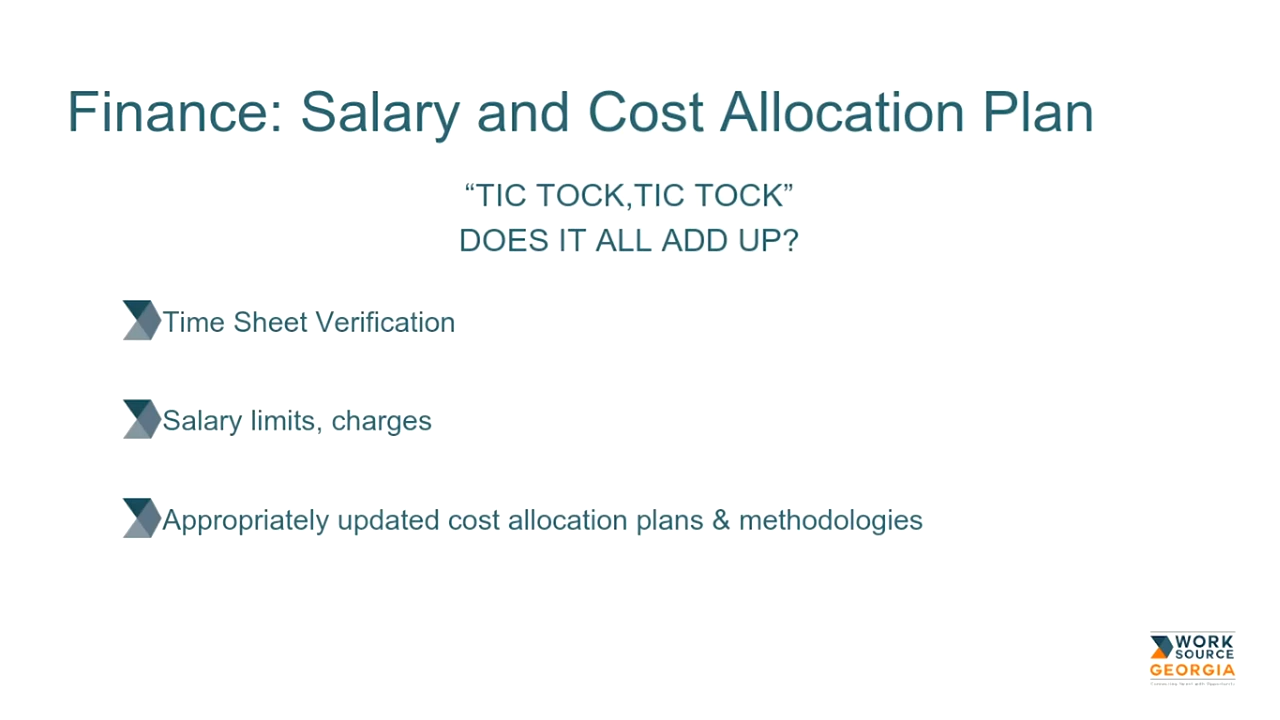 Finance: Salary and Cost Allocation Plan
“TIC TOCK,TIC TOCK”
DOES IT ALL ADD UP?
Time Sheet Verification
Salary limits, charges
Appropriately updated cost allocation plans & methodologies
WORK
SOURCE
GEORGIA